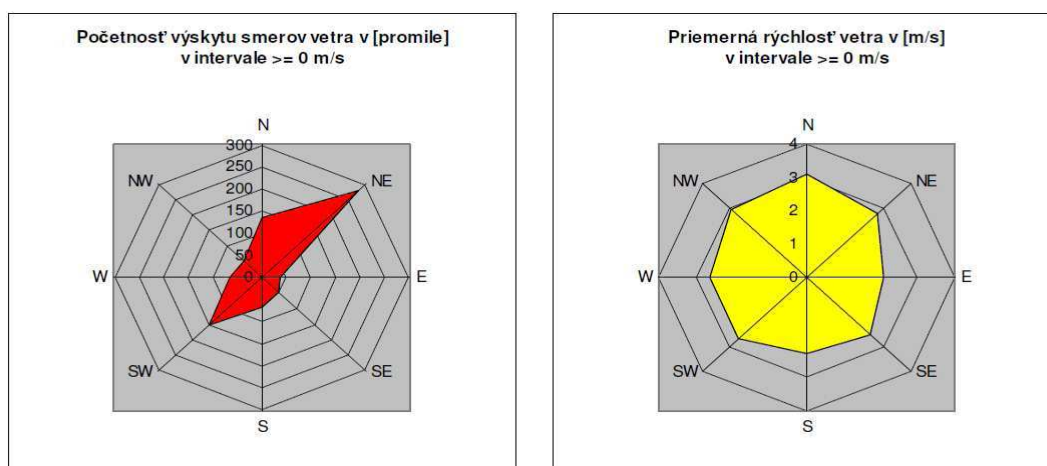 Početnosť výskytu smerov vetra v [promile]
v intervale >= 0 m/s
N
300
250
200
150
100
50
0
NW
NE
W
E
SW
SE
S
Priemerná rýchlosť vetra v [m/s]
v intervale >= 0 m/s
N
4
3
2
1
0
NW
NE
W
E
SW
SE
S